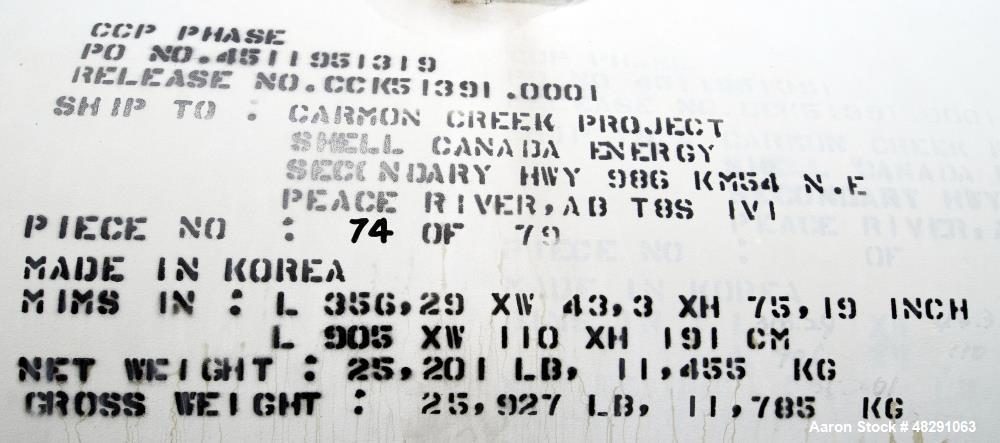 CCP PHASE
PO NO.4511951319
RELEASE NO.CCK51391.0001
SHIP TO : CARMON CREEK PROJECT
SHELL CANADA ENERGY
SECONDARY HWY 986 KM54 N.E
PEACE RIVER,AB T8S 1V1
PIECE NO : 74 OF 79
MADE IN KOREA
MIMS IN : L 356,29 XW 43,3 XH 75,19 INCH
L 905 XW 110 XH 191 CM
NET WEIGHT : 25,201 LB, 11,455 KG
GROSS WEIGHT : 25,927 LB, 11,785 KG
Aaron Stock # 48291063